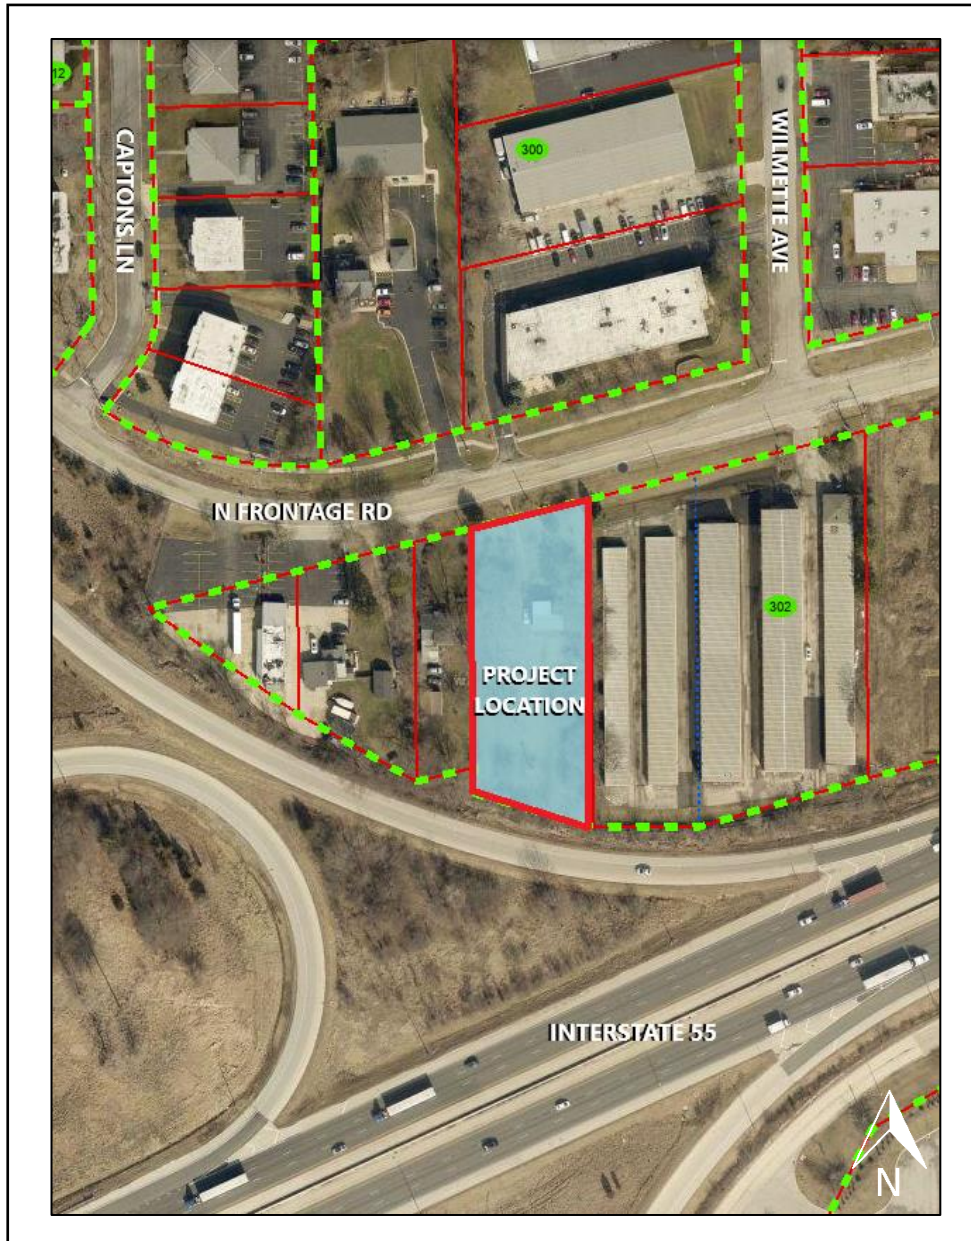 12
300
CAPTONS LN
WILMETTE AVE
N FRONTAGE RD
302
PROJECT
LOCATION
INTERSTATE 55
N